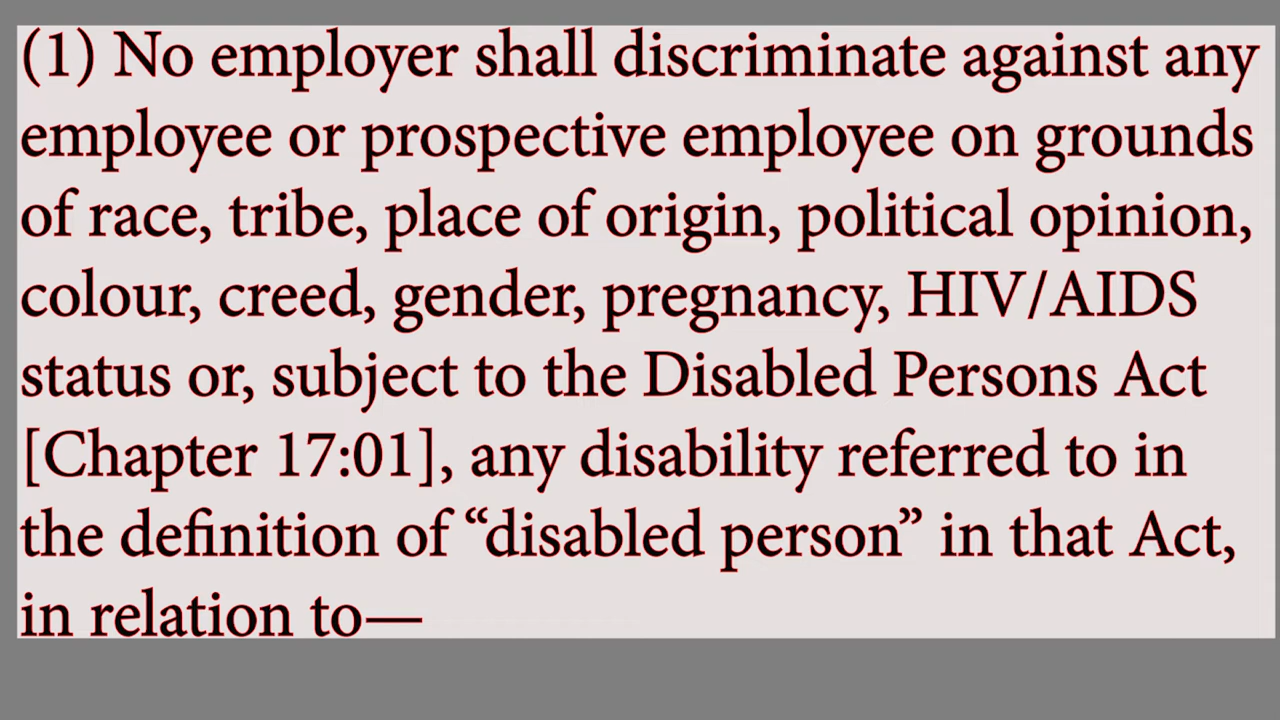 (1) No employer shall discriminate against any
employee or prospective employee on grounds
of race, tribe, place of origin, political opinion,
colour, creed, gender, pregnancy, HIV/AIDS
status or, subject to the Disabled Persons Act
[Chapter 17:01], any disability referred to in
the definition of “disabled person” in that Act,
in relation to—